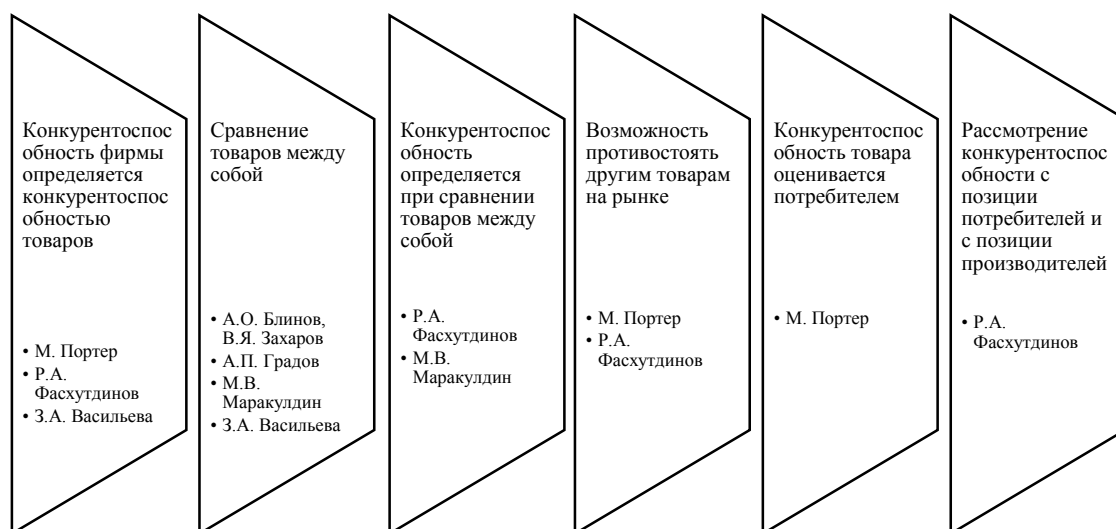 Конкурентоспос
обность фирмы
определяется
конкурентоспос
обностью
товаров
• М. Портер
• Р.А.
Фасхутдинов
• З.А. Васильева
Сравнение
товаров между
собой
• А.О. Блинов,
В.Я. Захаров
• А.П. Градов
• М.В.
Маракулдин
• З.А. Васильева
Конкурентоспос
обность
определяется
при сравнении
товаров между
собой
• Р.А.
Фасхутдинов
• М.В.
Маракулдин
Возможность
противостоять
другим товарам
на рынке
• М. Портер
• Р.А.
Фасхутдинов
Конкурентоспос
обность товара
оценивается
потребителем
• М. Портер
Рассмотрение
конкурентоспос
обности с
позиции
потребителей и
с позиции
производителей
• Р.А.
Фасхутдинов